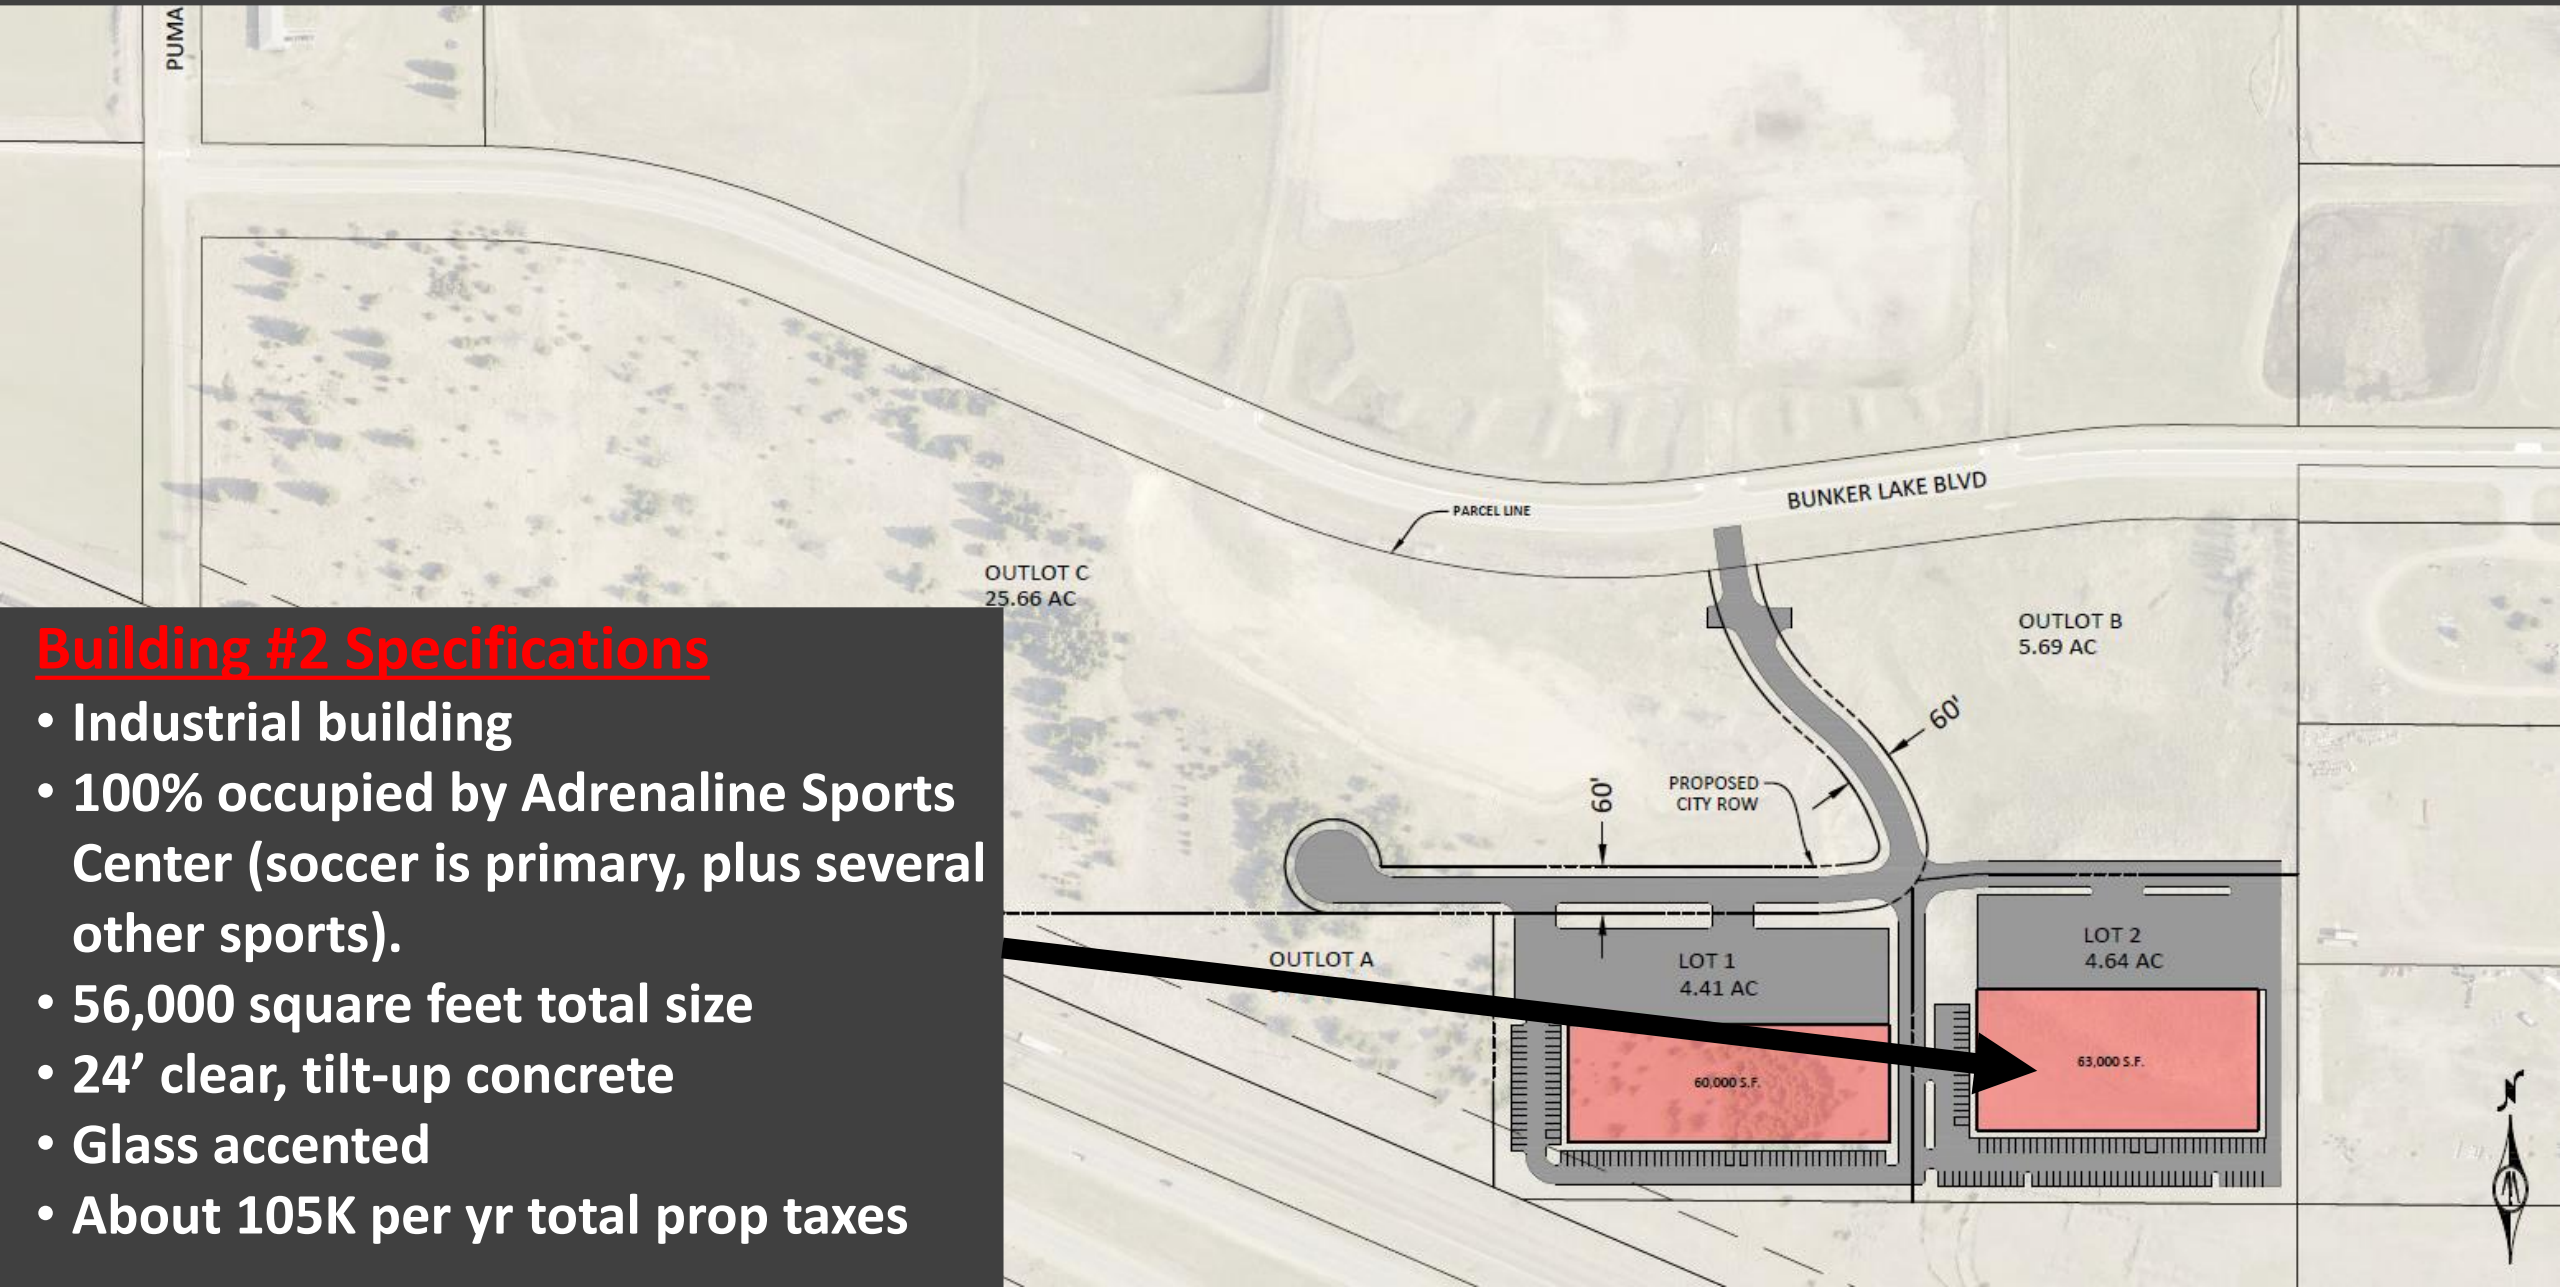 PUMA
PARCEL LINE
BUNKER LAKE BLVD
OUTLOT C
25.66 AC
OUTLOT B
5.69 AC
60'
60'
PROPOSED
CITY ROW
OUTLOT A
LOT 1
4.41 AC
LOT 2
4.64 AC
60,000 S.F.
63,000 S.F.
N
Building #2 Specifications
• Industrial building
• 100% occupied by Adrenaline Sports
Center (soccer is primary, plus several
other sports).
• 56,000 square feet total size
• 24’ clear, tilt-up concrete
• Glass accented
• About 105K per yr total prop taxes